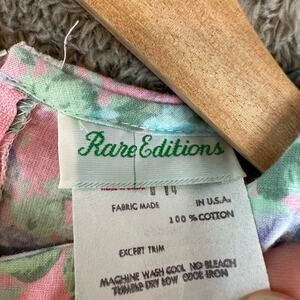 Rare Editions
FABRIC MADE IN U.S.A.
100% COTTON
EXCEPT TRIM
MACHINE WASH COOL NO BLEACH
TUMBLE DRY LOW COOL IRON